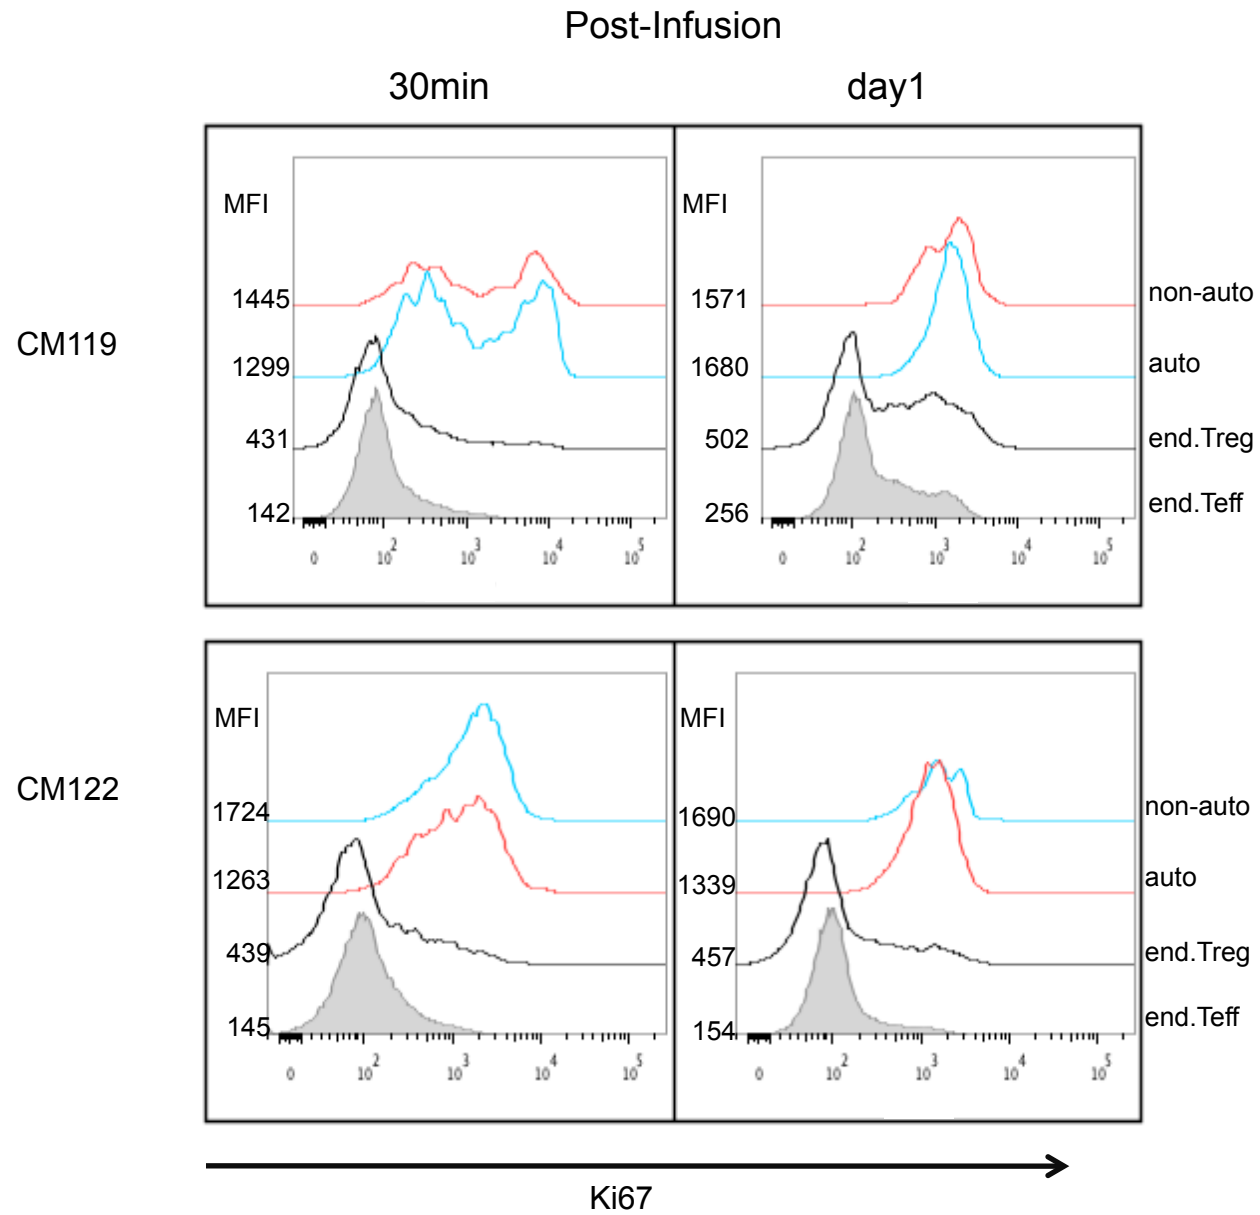 Post-Infusion
30min
day1
CM119
MFI
1445
1299
431
142
0 10^2 10^3 10^4 10^5
MFI
1571
1680
502
256
0 10^2 10^3 10^4 10^5
non-auto
auto
end.Treg
end.Teff
CM122
MFI
1724
1263
439
145
0 10^2 10^3 10^4 10^5
MFI
1690
1339
457
154
0 10^2 10^3 10^4 10^5
non-auto
auto
end.Treg
end.Teff
Ki67